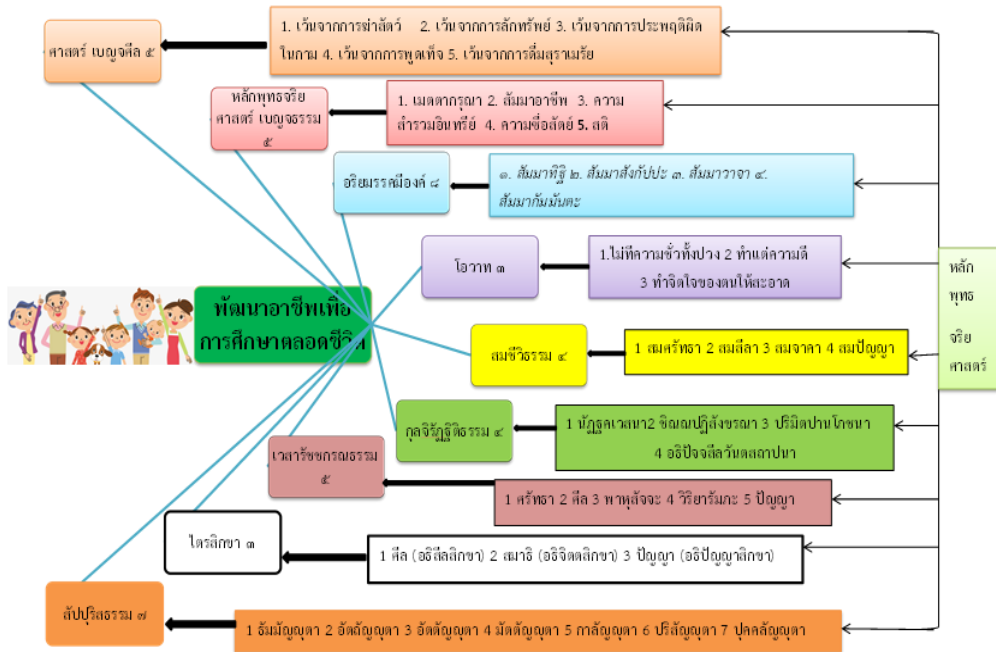 ศาสตร์ เบญจศีล ๕
1. เว้นจากการฆ่าสัตว์ 2. เว้นจากการลักทรัพย์ 3. เว้นจากการประพฤติผิด
ในกาม 4. เว้นจากการพูดเท็จ 5. เว้นจากการดื่มสุราเมรัย
หลักพุทธจริย
ศาสตร์ เบญจธรรม
๕
1. เมตตากรุณา 2. สัมมาอาชีพ 3. ความ
สำรวมอินทรีย์ 4. ความซื่อสัตย์ 5. สติ
อริยมรรคมีองค์ ๘
๑. สัมมาทิฐิ ๒. สัมมาสังกัปปะ ๓. สัมมาวาจา ๔.
สัมมากัมมันตะ
โอวาท ๓
1.ไม่ทีความชั่วทั้งปวง 2 ทำแต่ความดี
3 ทำจิตใจของตนให้สะอาด
หลัก
พุทธ
จริย
ศาสตร์
พัฒนาอาชีพเพื่อ
การศึกษาตลอดชีวิต
สมชีวิธรรม ๔
1 สมศรัทธา 2 สมสีลา 3 สมจาคา 4 สมปัญญา
กุลจิรัฏฐิติธรรม ๔
1 นัฏฐคเวสนา2 ชิณณปฏิสังขรณา 3 ปริมิตปานโภชนา
4 อธิปัจจสีลวันตสถาปนา
เวสารัชชกรณธรรม
๕
1 ศรัทธา 2 ศีล 3 พาหุสัจจะ 4 วิริยารัมภะ 5 ปัญญา
ไตรสิกขา ๓
1 ศีล (อธิสีลสิกขา) 2 สมาธิ (อธิจิตตสิกขา) 3 ปัญญา (อธิปัญญาสิกขา)
สัปปุริสธรรม ๗
1 ธัมมัญญุตา 2 อัตถัญญุตา 3 อัตตัญญุตา 4 มัตตัญญุตา 5 กาลัญญุตา 6 ปริสัญญุตา 7 ปุคคลัญญุตา